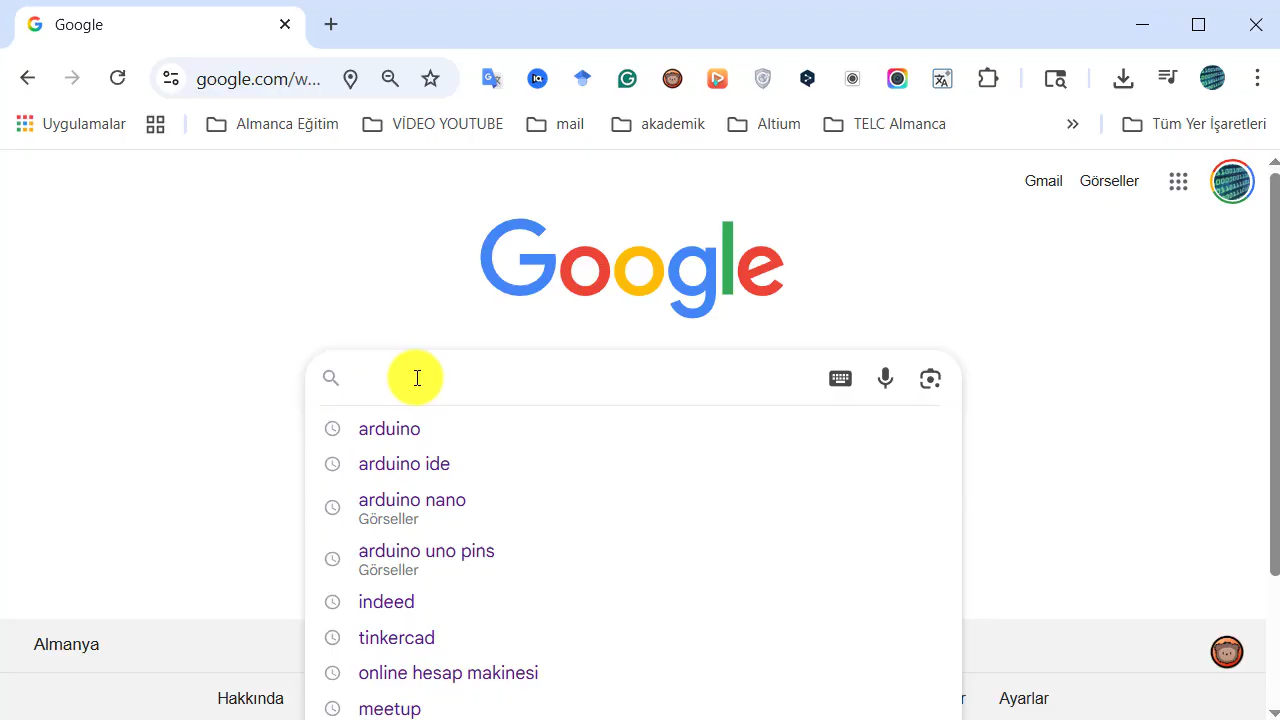 Google
google.com/w...
Uygulamalar
Almanca Eğitim
VİDEO YOUTUBE
mail
akademik
Altium
TELC Almanca
Tüm Yer İşaretleri
Gmail
Görseller
Google
arduino
arduino ide
arduino nano
Görseller
arduino uno pins
Görseller
indeed
tinkercad
online hesap makinesi
meetup
Almanya
Hakkında
Ayarlar